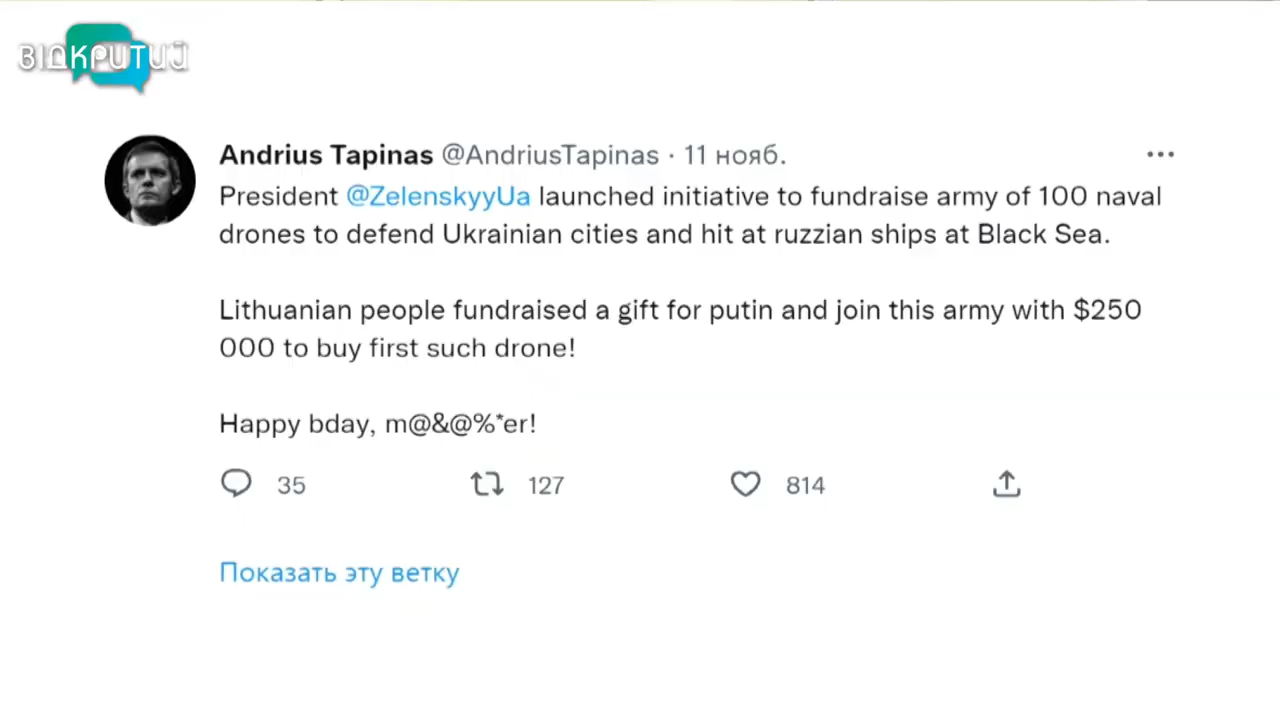 ВІДКРИТИЙ
Andrius Tapinas @AndriusTapinas · 11 нояб.
President @ZelenskyyUa launched initiative to fundraise army of 100 naval
drones to defend Ukrainian cities and hit at ruzzian ships at Black Sea.
Lithuanian people fundraised a gift for putin and join this army with $250
000 to buy first such drone!
Happy bday, m@&@%*er!
35 127 814
Показать эту ветку